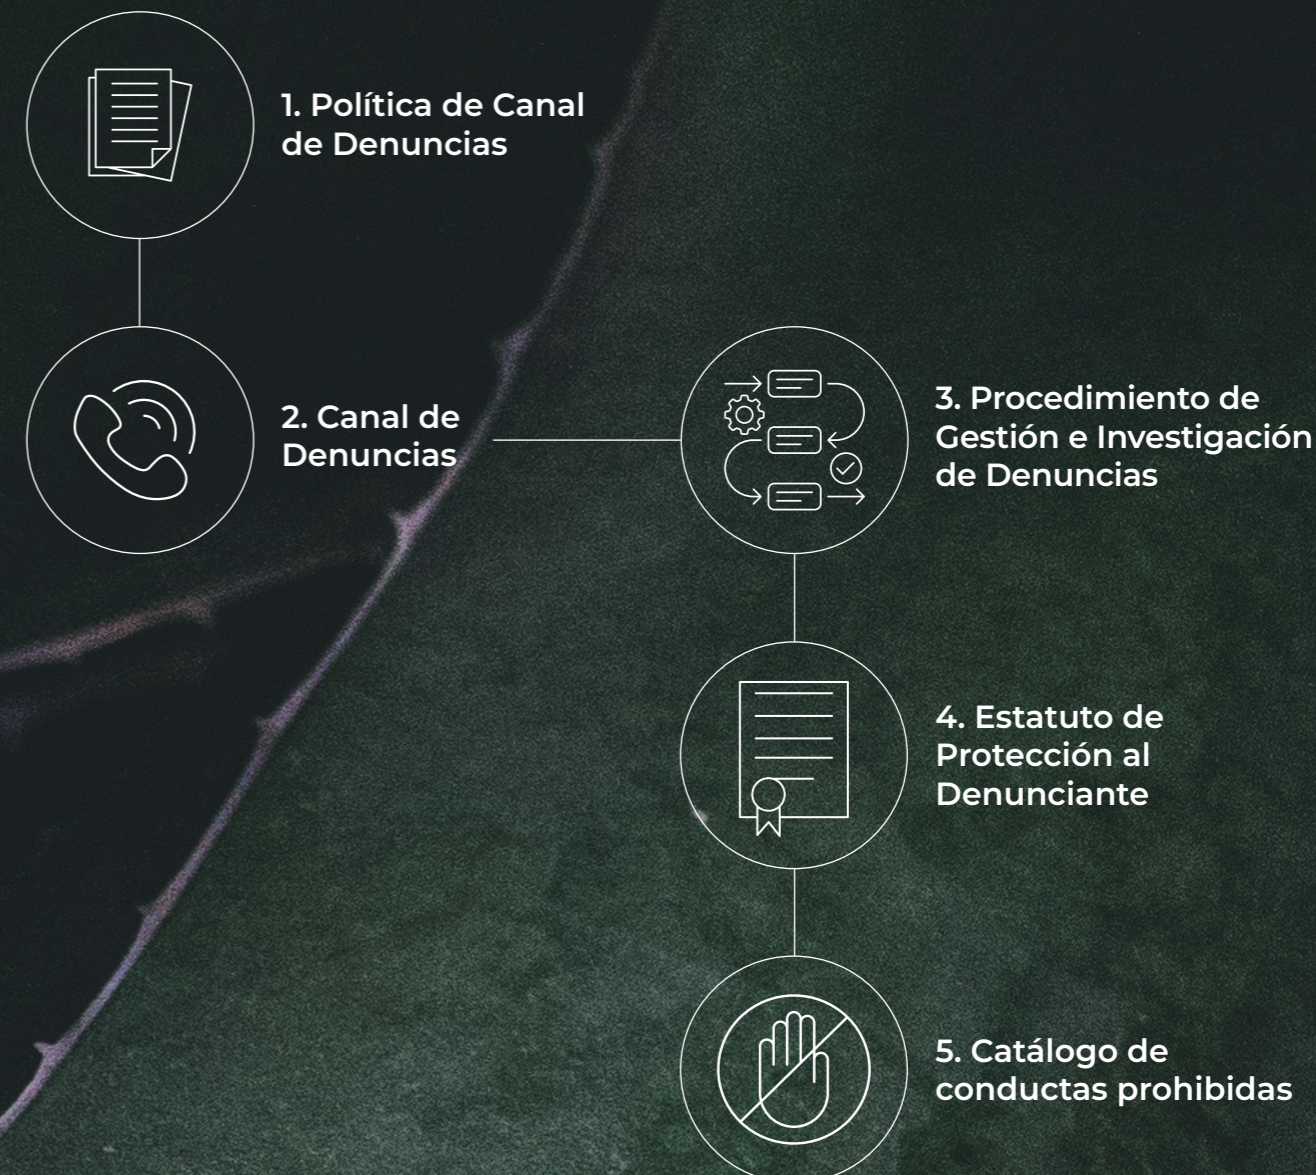 1. Política de Canal
de Denuncias
2. Canal de
Denuncias
3. Procedimiento de
Gestión e Investigación
de Denuncias
4. Estatuto de
Protección al
Denunciante
5. Catálogo de
conductas prohibidas